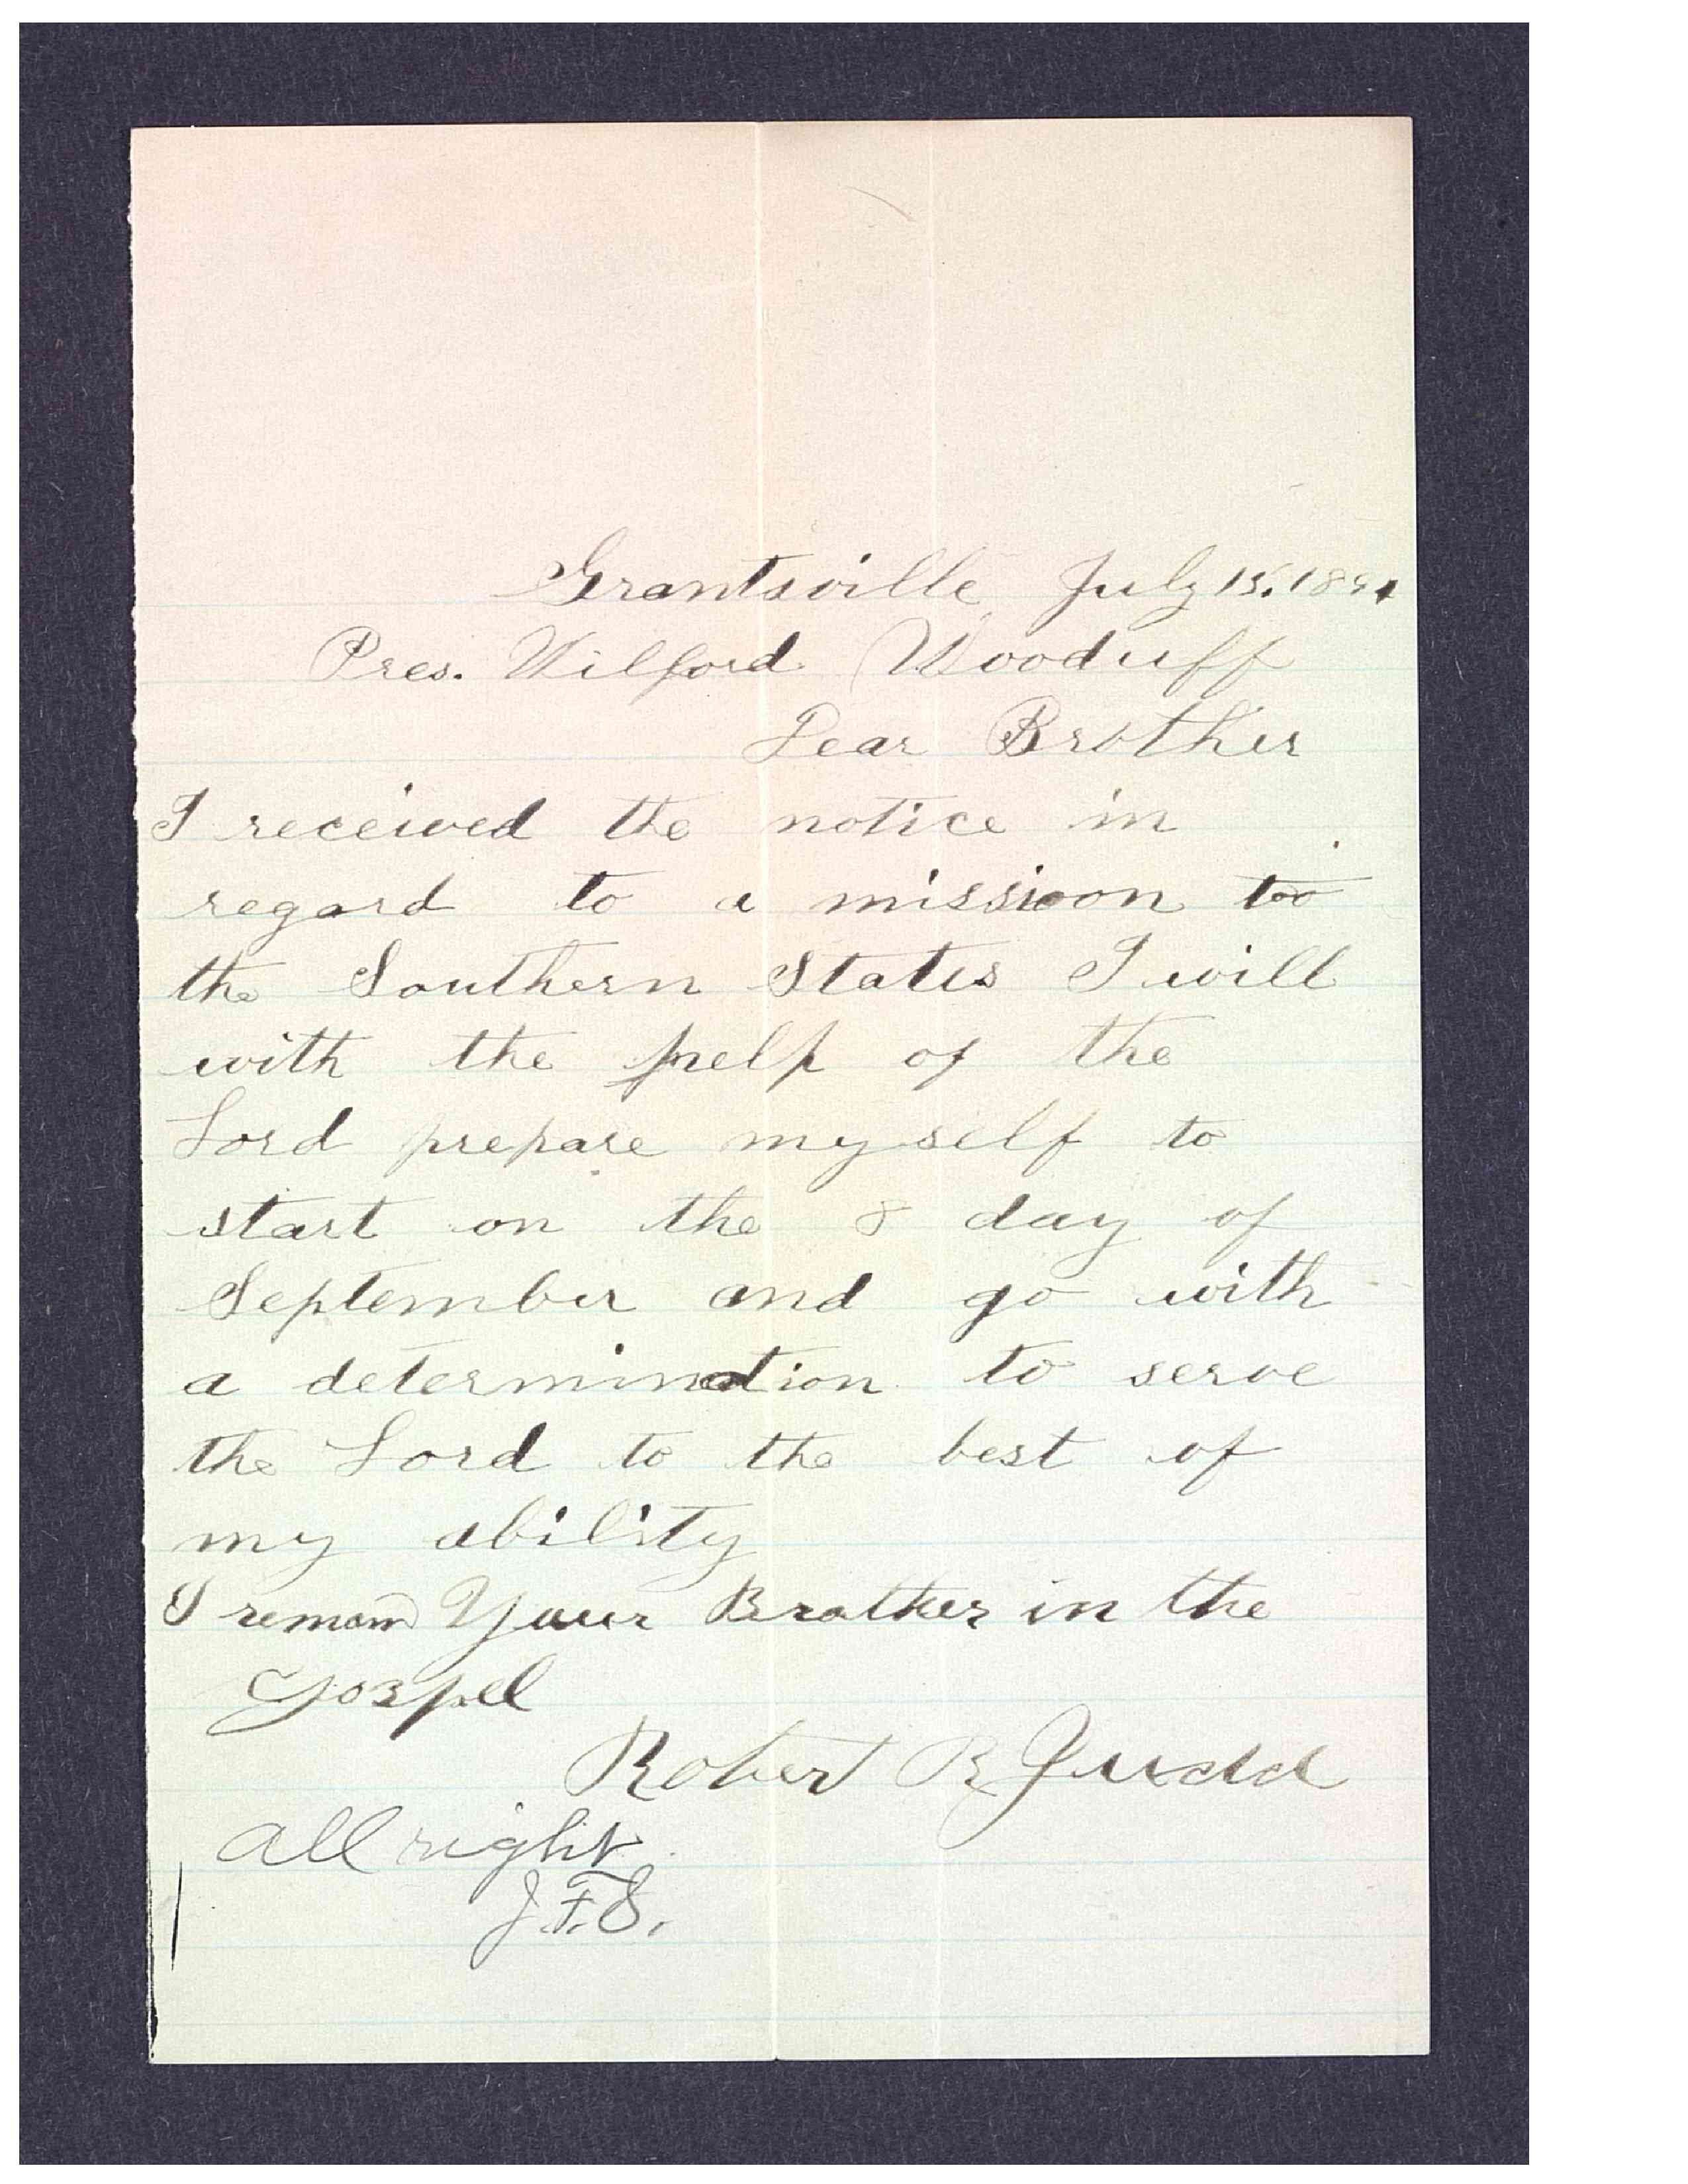 Grantsville July 15. 189
Pres. Wilford Wooduff
Dear Brother
I received the notice in
regard to a missioon too
the Southern States I will
with the help of the
Lord prepare myself to
start on the 8 day of
September and go with
a determination to serve
the Lord to the best of
my ability
I remain Your Brother in the
Gospel
Robert R Judd
All right
J.F.S.